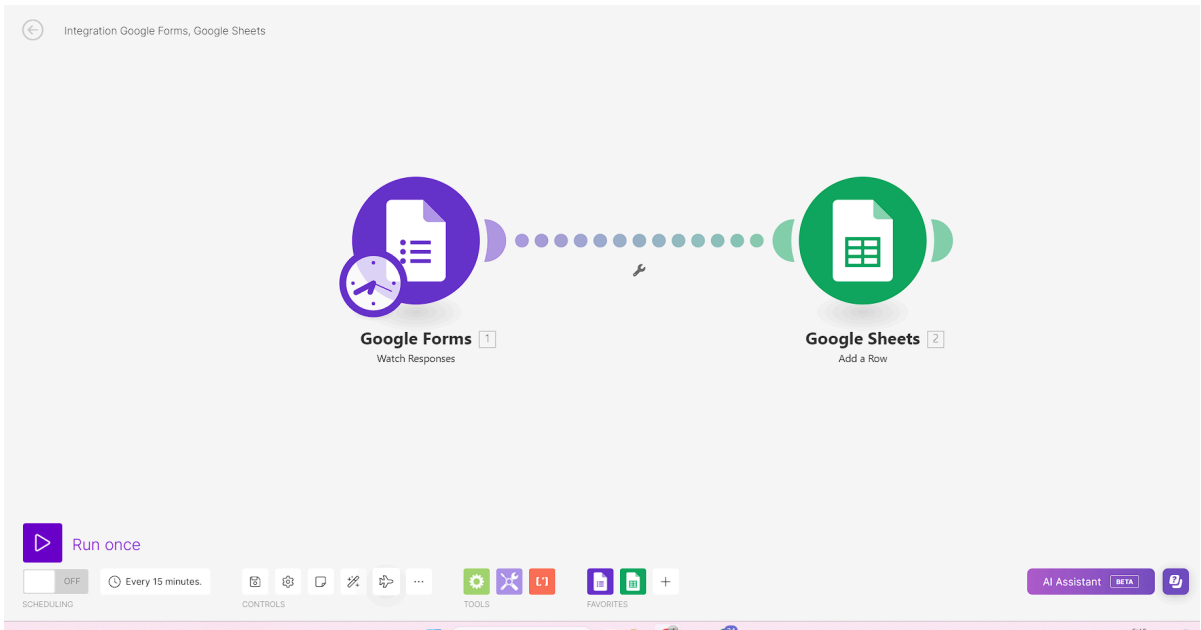 Integration Google Forms, Google Sheets
Google Forms 1
Watch Responses
Google Sheets 2
Add a Row
Run once
OFF
Every 15 minutes.
SCHEDULING
CONTROLS
TOOLS
FAVORITES
AI Assistant BETA